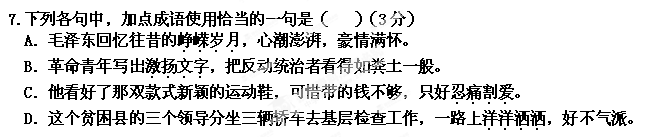 7.下列各句中，加点成语使用恰当的一句是（　）（3分）
A．毛泽东回忆往昔的峥嵘岁月，心潮澎湃，豪情满怀。
B．革命青年写出激扬文字，把反动统治者看得如粪土一般。
C．他看好了那双款式新颖的运动鞋，可惜带的钱不够，只好忍痛割爱。
D．这个贫困县的三个领导分坐三辆轿车去基层检查工作，一路上洋洋洒洒，好不气派。